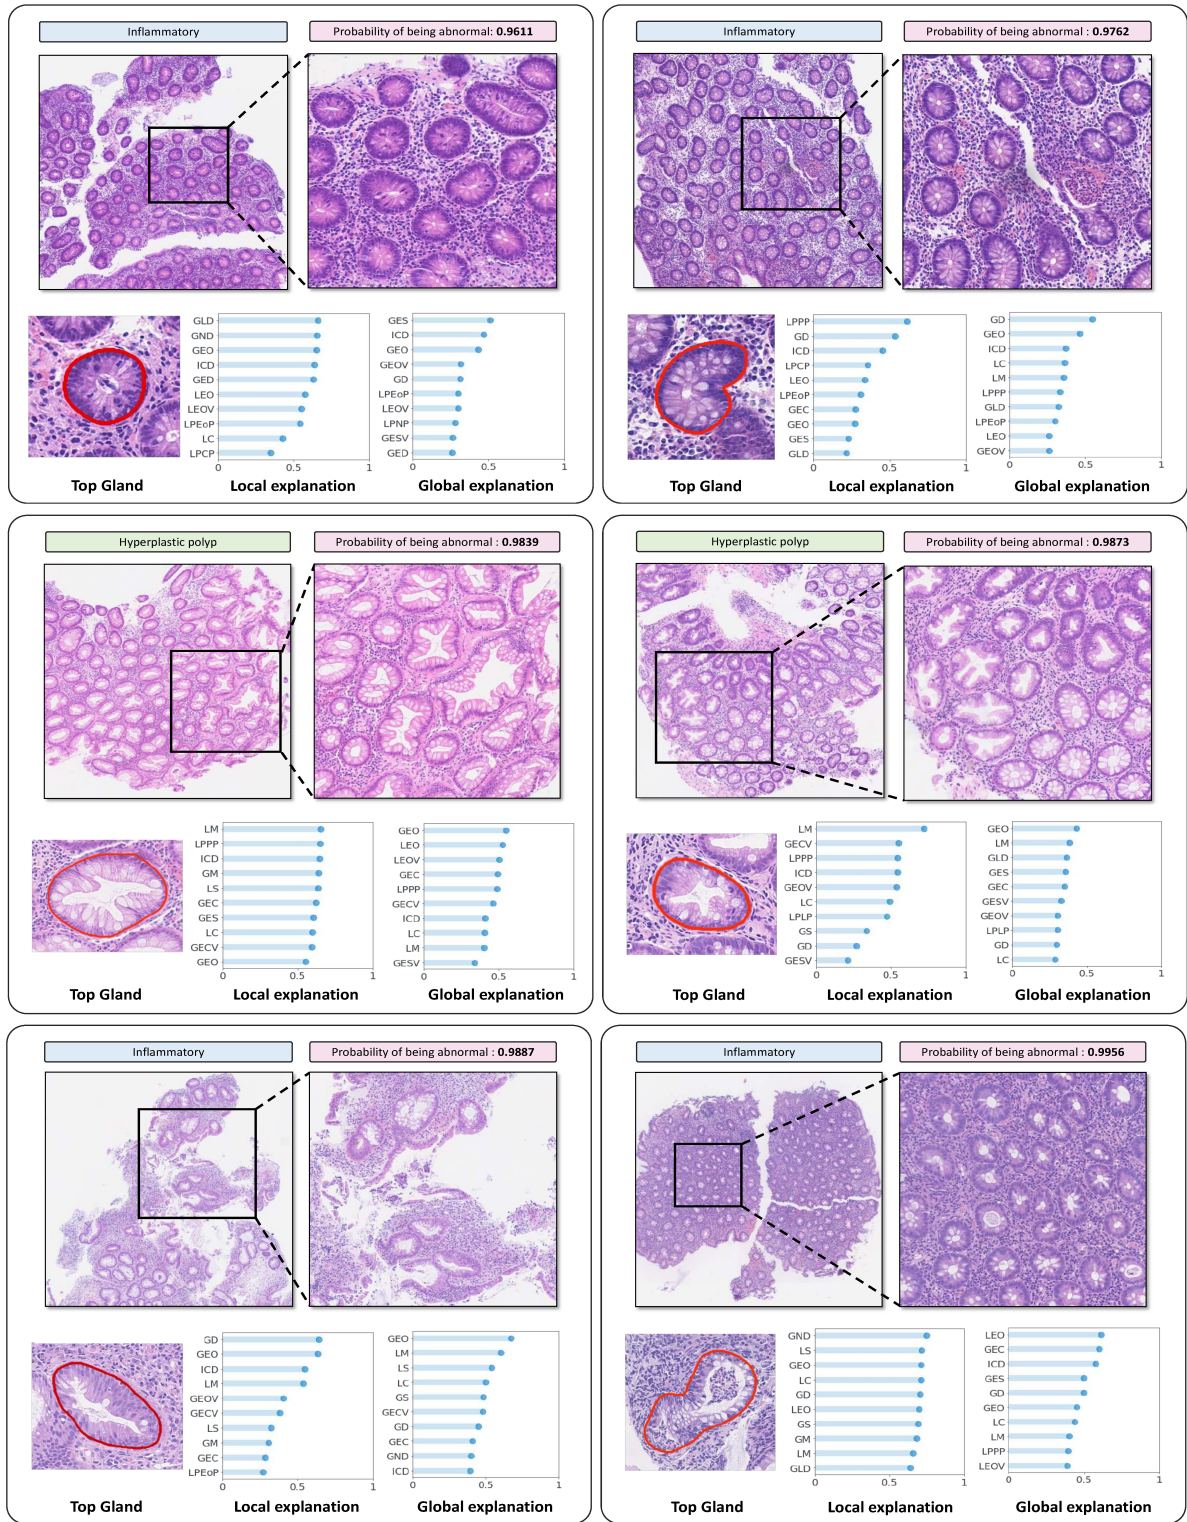 Inflammatory
Probability of being abnormal: 0.9611
GLD
GND
GEO
ICD
GED
LEO
LEOV
LPEoP
LC
LPCP
0 0.5 1
GES
ICD
GEO
GEOV
GD
LPEoP
LEOV
LPNP
GESV
GED
0 0.5 1
Top Gland
Local explanation
Global explanation
Inflammatory
Probability of being abnormal : 0.9762
LPPP
GD
ICD
LPCP
LEO
LPEoP
GEC
GEO
GES
GLD
0 0.5 1
GD
GEO
ICD
LC
LM
LPPP
GLD
LPEoP
LEO
GEOV
0 0.5 1
Top Gland
Local explanation
Global explanation
Hyperplastic polyp
Probability of being abnormal : 0.9839
LM
LPPP
ICD
GM
LS
GEC
GES
LC
GECV
GEO
0 0.5 1
GEO
LEO
LEOV
GEC
LPPP
GECV
ICD
LC
LM
GESV
0 0.5 1
Top Gland
Local explanation
Global explanation
Hyperplastic polyp
Probability of being abnormal : 0.9873
LM
GECV
LPPP
ICD
GEOV
LC
LPLP
GS
GD
GESV
0 0.5 1
GEO
LM
GLD
GES
GEC
GESV
GEOV
LPLP
GD
LC
0 0.5 1
Top Gland
Local explanation
Global explanation
Inflammatory
Probability of being abnormal : 0.9887
GD
GEO
ICD
LM
GEOV
GECV
LS
GM
GEC
LPEoP
0 0.5 1
GEO
LM
LS
LC
GS
GECV
GD
GEC
GND
ICD
0 0.5 1
Top Gland
Local explanation
Global explanation
Inflammatory
Probability of being abnormal : 0.9956
GND
LS
GEO
LC
GD
LEO
GS
GM
LM
GLD
0 0.5 1
LEO
GEC
ICD
GES
GD
GEO
LC
LM
LPPP
LEOV
0 0.5 1
Top Gland
Local explanation
Global explanation